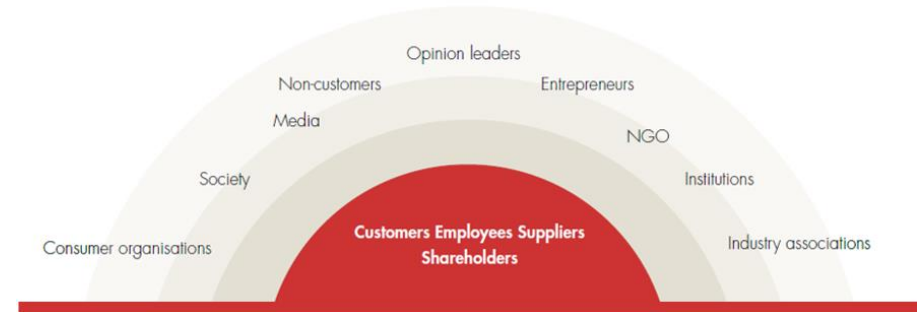 Opinion leaders
Non-customers
Entrepreneurs
Media
NGO
Society
Institutions
Customers Employees Suppliers
Shareholders
Consumer organisations
Industry associations